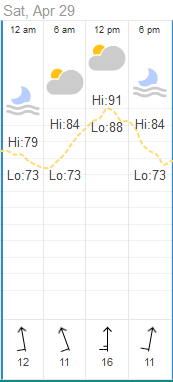 Sat, Apr 29
12 am 6 am 12 pm 6 pm
Hi:79 Hi:84 Hi:91 Hi:84
Lo:73 Lo:73 Lo:88 Lo:73
12 11 16 11